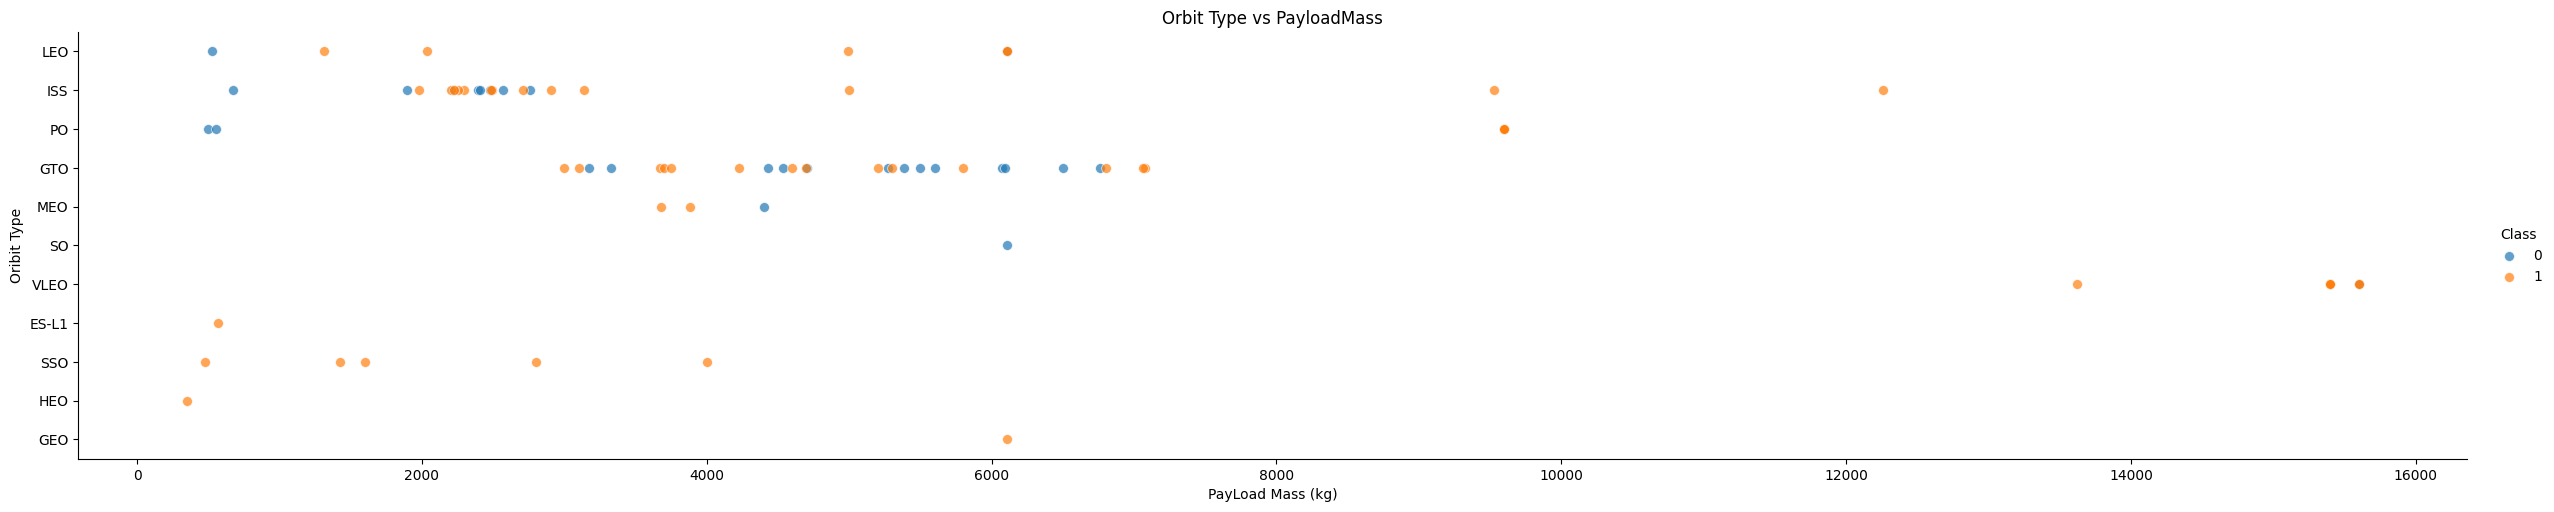 Orbit Type vs PayloadMass
Oribit Type
LEO
ISS
PO
GTO
MEO
SO
VLEO
ES-L1
SSO
HEO
GEO
0 2000 4000 6000 8000 10000 12000 14000 16000
PayLoad Mass (kg)
Class
0
1